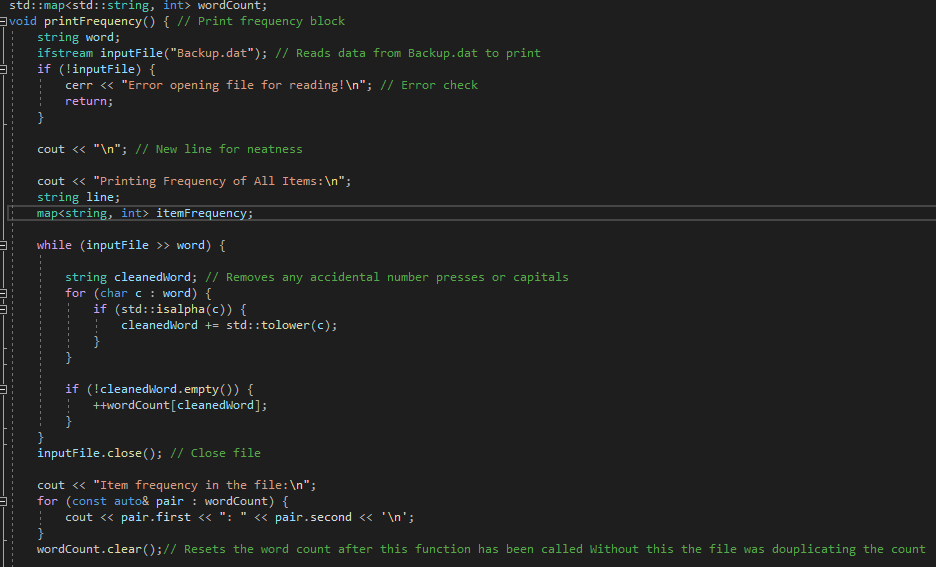 std::map<std::string, int> wordCount;
void printFrequency() { // Print frequency block
string word;
ifstream inputFile("Backup.dat"); // Reads data from Backup.dat to print
if (!inputFile) {
cerr << "Error opening file for reading!\n"; // Error check
return;
}
cout << "\n"; // New line for neatness
cout << "Printing Frequency of All Items:\n";
string line;
map<string, int> itemFrequency;
while (inputFile >> word) {
string cleanedWord; // Removes any accidental number presses or capitals
for (char c : word) {
if (std::isalpha(c)) {
cleanedWord += std::tolower(c);
}
}
if (!cleanedWord.empty()) {
++wordCount[cleanedWord];
}
}
inputFile.close(); // Close file
cout << "Item frequency in the file:\n";
for (const auto& pair : wordCount) {
cout << pair.first << ": " << pair.second << '\n';
}
wordCount.clear();// Resets the word count after this function has been called Without this the file was douplicating the count